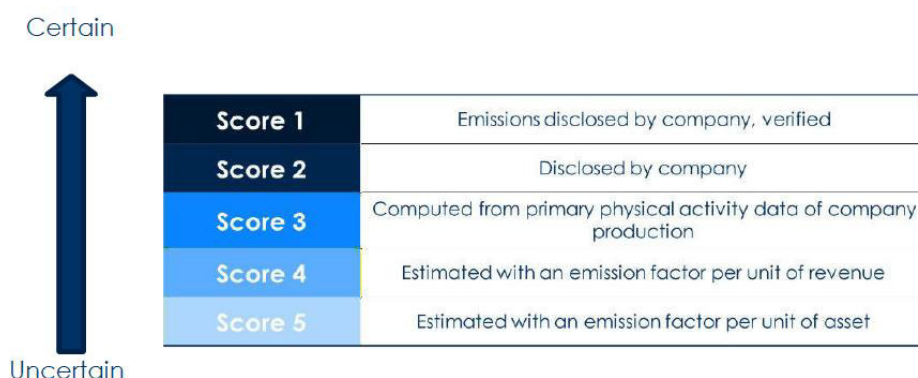 Certain
Score 1
Emissions disclosed by company, verified
Score 2
Disclosed by company
Score 3
Computed from primary physical activity data of company
production
Score 4
Estimated with an emission factor per unit of revenue
Score 5
Estimated with an emission factor per unit of asset
Uncertain